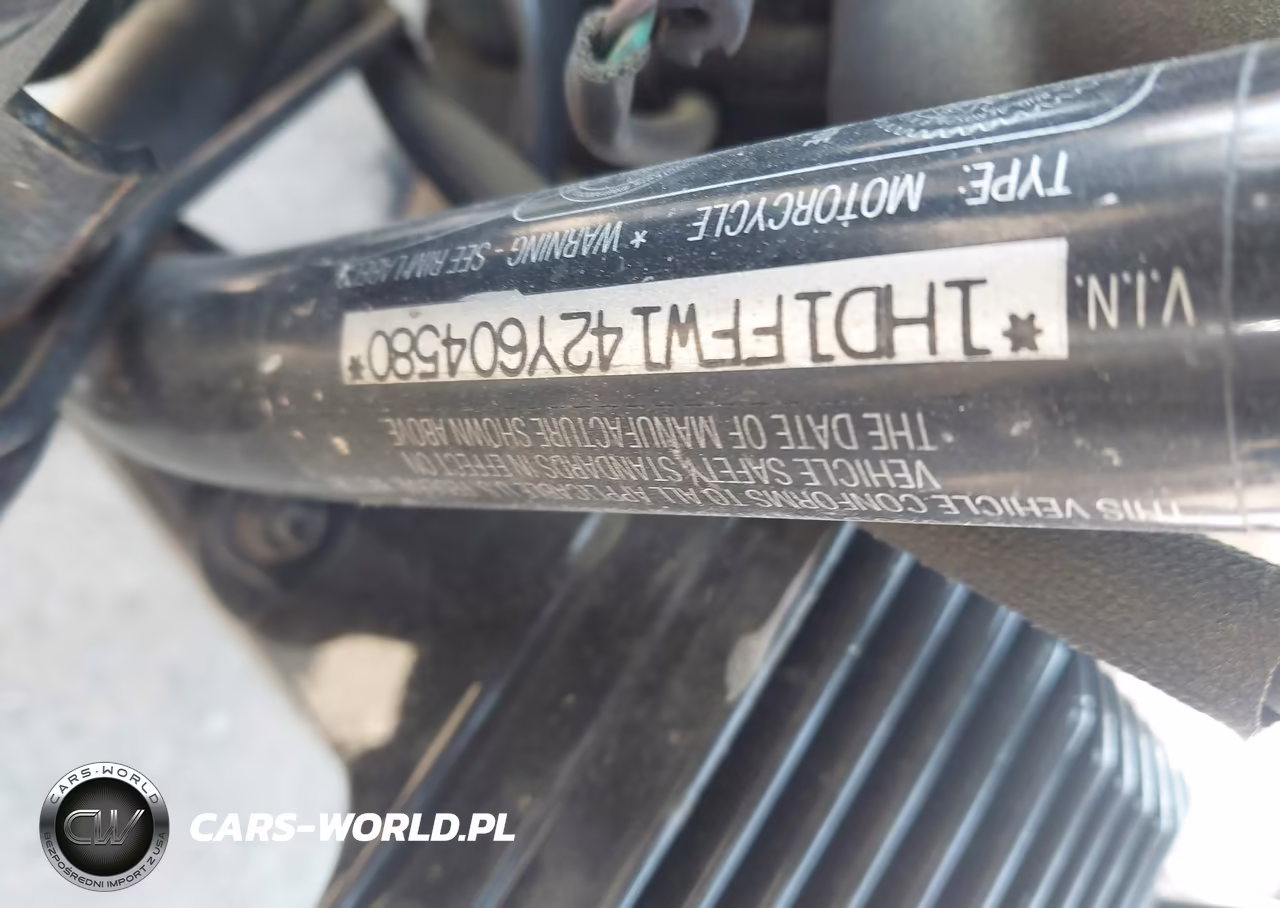 TYPE: MOTORCYCLE * WARNING - SEE RIM LABEL
V.I.N. *1HD1FFW142Y604580*
THE DATE OF MANUFACTURE SHOWN ABOVE
VEHICLE SAFETY STANDARDS IN EFFECT ON
THIS VEHICLE CONFORMS TO ALL APPLICABLE
CARS-WORLD
CW
BEZPOŚREDNI IMPORT Z USA
CARS-WORLD.PL